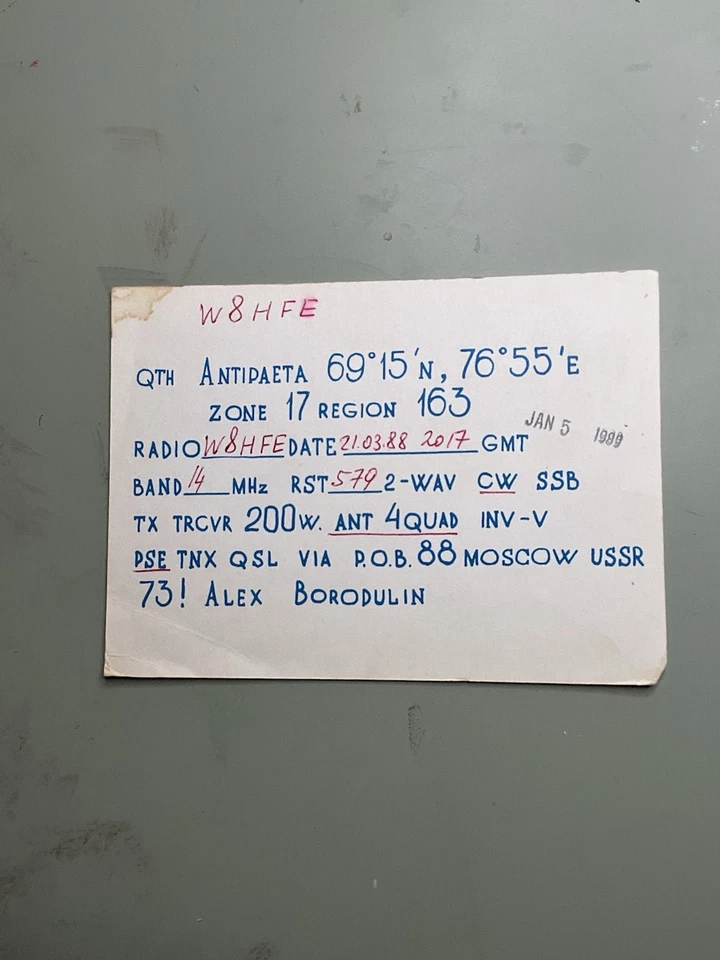 W8HFE
QTH ANTIPAETA 69°15'N, 76°55'E
ZONE 17 REGION 163
JAN 5 1989
RADIO W8HFE DATE 21.03.88 2017 GMT
BAND 14 MHz RST 579 2-WAV CW SSB
TX TRCVR 200W. ANT 4QUAD INV-V
PSE TNX QSL VIA P.O.B. 88 MOSCOW USSR
73! ALEX BORODULIN